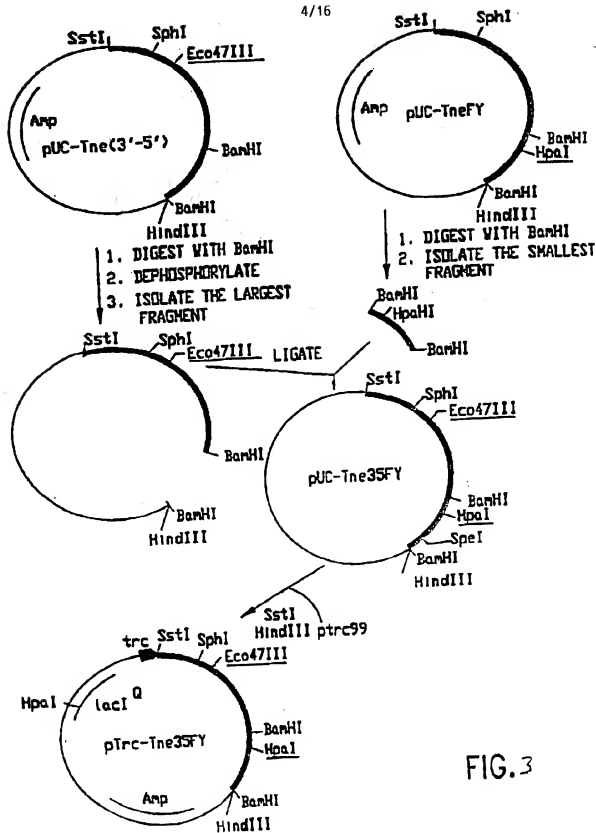 4/16
SstI
SphI
Eco47III
Amp
pUC-Tne(3'-5')
BamHI
BamHI
HindIII
SstI
SphI
Amp pUC-TneFY
BamHI
HpaI
BamHI
HindIII
1. DIGEST WITH BamHI
2. DEPHOSPHORYLATE
3. ISOLATE THE LARGEST
FRAGMENT
1. DIGEST WITH BamHI
2. ISOLATE THE SMALLEST
FRAGMENT
BamHI
HpaHI
BamHI
SstI
SphI
Eco47III
LIGATE
BamHI
BamHI
HindIII
SstI
SphI
Eco47III
pUC-Tne35FY
BamHI
HpaI
SpeI
BamHI
HindIII
SstI
HindIII ptrc99
trc
SstI
SphI
Eco47III
HpaI
lacI Q
pTrc-Tne35FY
BamHI
HpaI
Amp
BamHI
HindIII
FIG.3